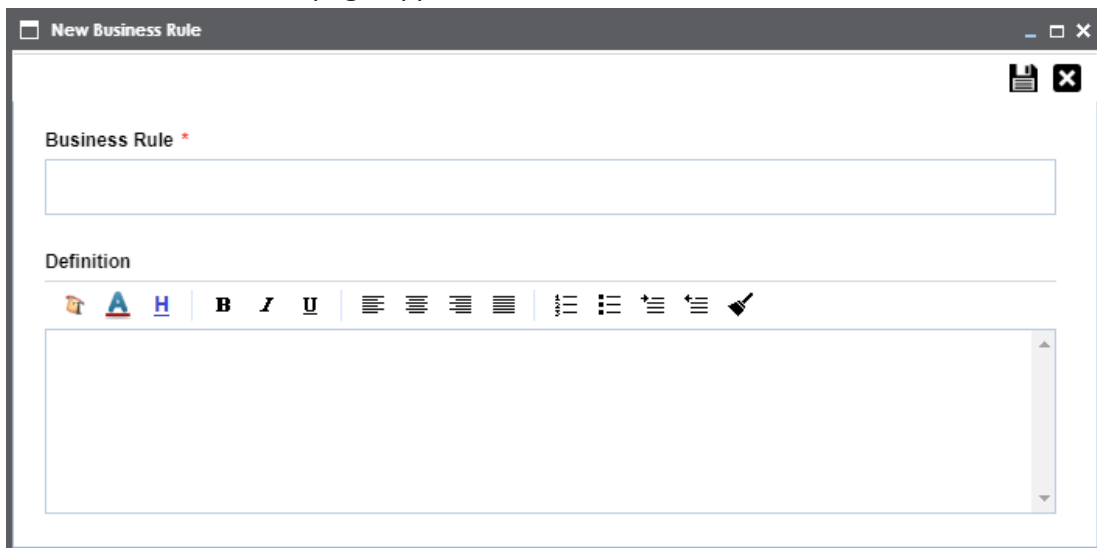 New Business Rule
Business Rule *
Definition
A H B I U